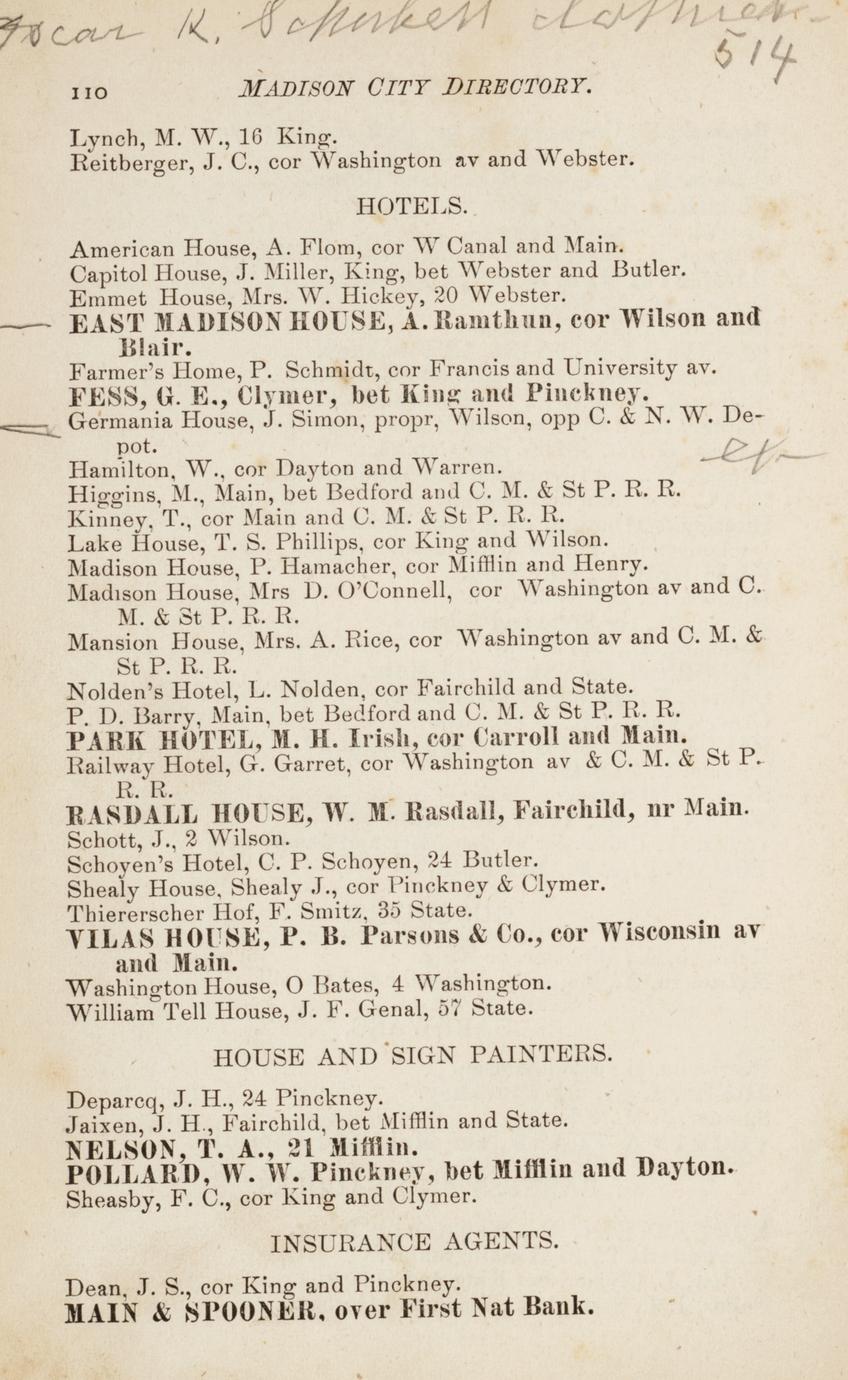 Oscar K.
514
110 MADISON CITY DIRECTORY.
Lynch, M. W., 16 King.
Reitberger, J. C., cor Washington av and Webster.
HOTELS.
American House, A. Flom, cor W Canal and Main.
Capitol House, J. Miller, King, bet Webster and Butler.
Emmet House, Mrs. W. Hickey, 20 Webster.
EAST MADISON HOUSE, A. Ramthun, cor Wilson and
Blair.
Farmer's Home, P. Schmidt, cor Francis and University av.
FESS, G. E., Clymer, bet King and Pinckney.
Germania House, J. Simon, propr, Wilson, opp C. & N. W. De-
pot.
Hamilton, W., cor Dayton and Warren.
Higgins, M., Main, bet Bedford and C. M. & St P. R. R.
Kinney, T., cor Main and C. M. & St P. R. R.
Lake House, T. S. Phillips, cor King and Wilson.
Madison House, P. Hamacher, cor Mifflin and Henry.
Madison House, Mrs D. O'Connell, cor Washington av and C.
M. & St P. R. R.
Mansion House, Mrs. A. Rice, cor Washington av and C. M. &
St P. R. R.
Nolden's Hotel, L. Nolden, cor Fairchild and State.
P. D. Barry, Main, bet Bedford and C. M. & St P. R. R.
PARK HOTEL, M. H. Irish, cor Carroll and Main.
Railway Hotel, G. Garret, cor Washington av & C. M. & St P.
R. R.
RASDALL HOUSE, W. M. Rasdall, Fairchild, nr Main.
Schott, J., 2 Wilson.
Schoyen's Hotel, C. P. Schoyen, 24 Butler.
Shealy House, Shealy J., cor Pinckney & Clymer.
Thiererscher Hof, F. Smitz, 35 State.
VILAS HOUSE, P. B. Parsons & Co., cor Wisconsin av
and Main.
Washington House, O Bates, 4 Washington.
William Tell House, J. F. Genal, 57 State.
HOUSE AND SIGN PAINTERS.
Deparcq, J. H., 24 Pinckney.
Jaixen, J. H., Fairchild, bet Mifflin and State.
NELSON, T. A., 21 Mifflin.
POLLARD, W. W. Pinckney, bet Mifflin and Dayton.
Sheasby, F. C., cor King and Clymer.
INSURANCE AGENTS.
Dean, J. S., cor King and Pinckney.
MAIN & SPOONER, over First Nat Bank.